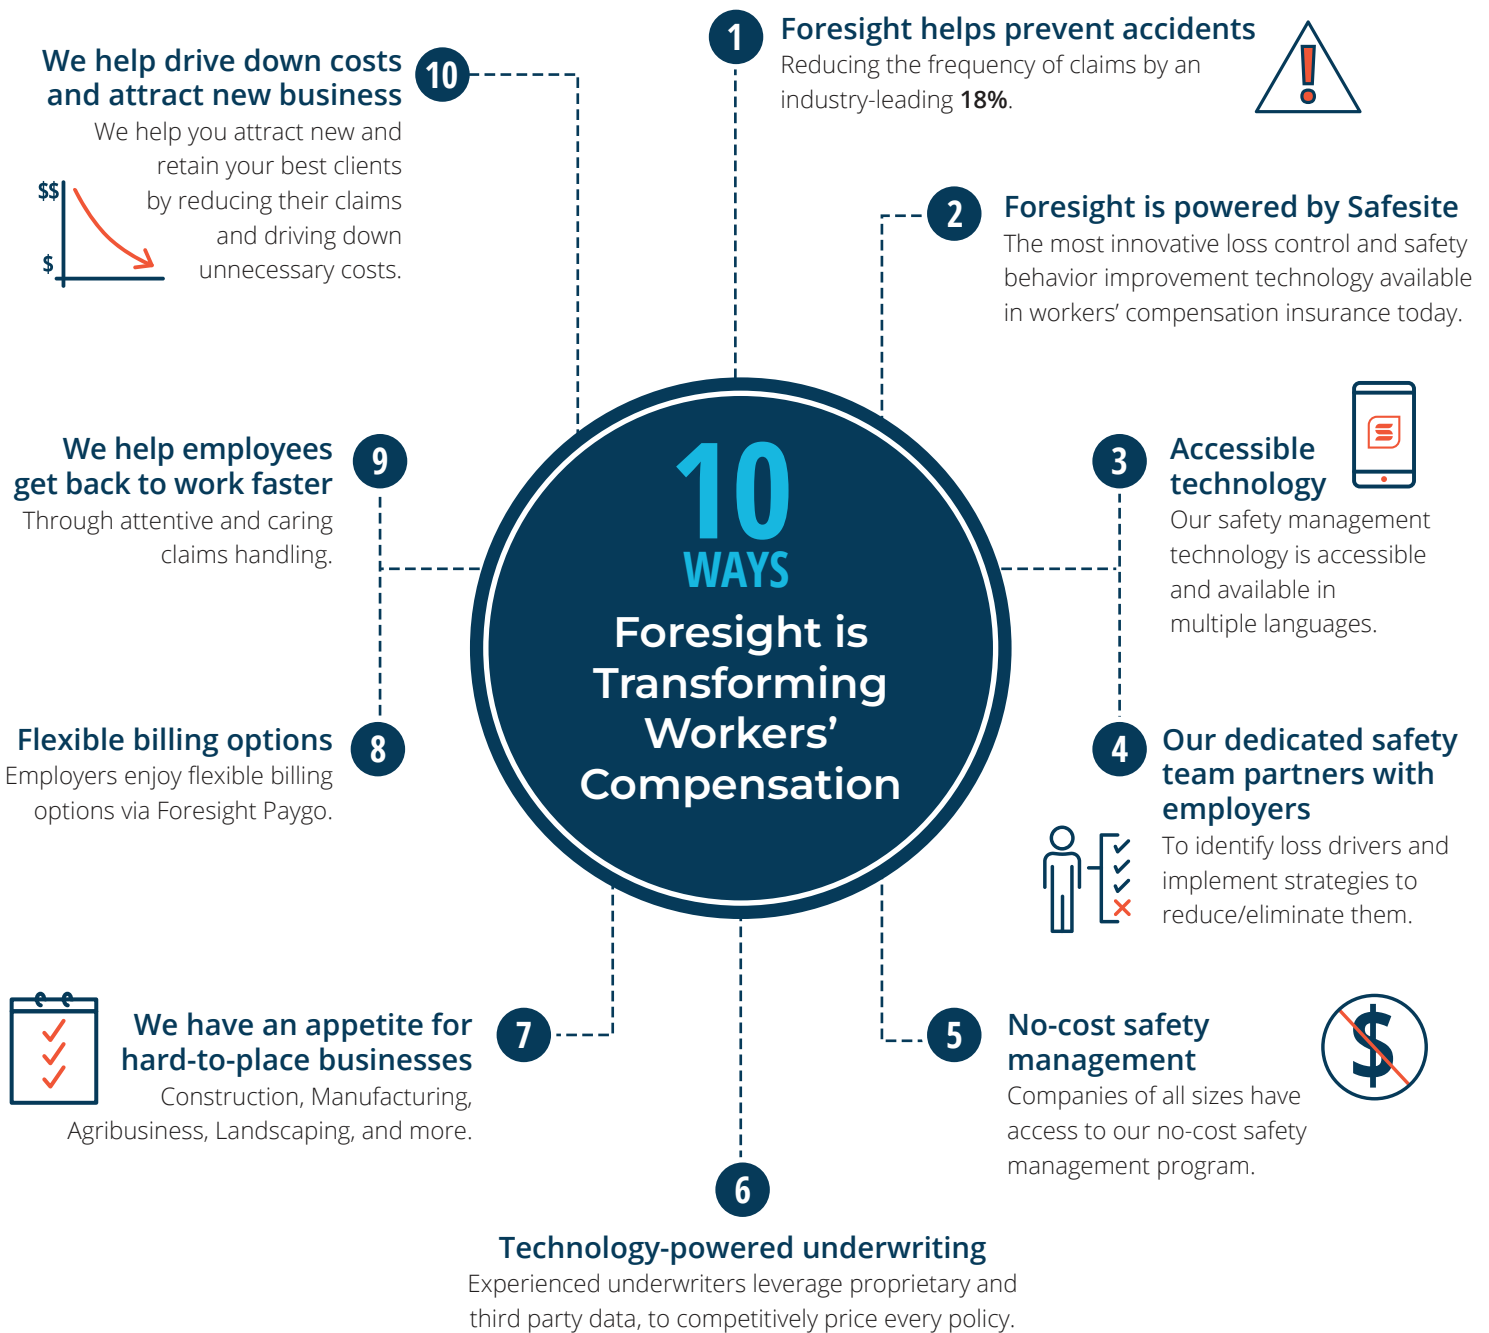 10
WAYS
Foresight is
Transforming
Workers’
Compensation
1
Foresight helps prevent accidents
Reducing the frequency of claims by an
industry-leading 18%.
2
Foresight is powered by Safesite
The most innovative loss control and safety
behavior improvement technology available
in workers’ compensation insurance today.
3
Accessible
technology
Our safety management
technology is accessible
and available in
multiple languages.
4
Our dedicated safety
team partners with
employers
To identify loss drivers and
implement strategies to
reduce/eliminate them.
5
No-cost safety
management
Companies of all sizes have
access to our no-cost safety
management program.
$
6
Technology-powered underwriting
Experienced underwriters leverage proprietary and
third party data, to competitively price every policy.
7
We have an appetite for
hard-to-place businesses
Construction, Manufacturing,
Agribusiness, Landscaping, and more.
8
Flexible billing options
Employers enjoy flexible billing
options via Foresight Paygo.
9
We help employees
get back to work faster
Through attentive and caring
claims handling.
10
We help drive down costs
and attract new business
We help you attract new and
retain your best clients
by reducing their claims
and driving down
unnecessary costs.
$$
$